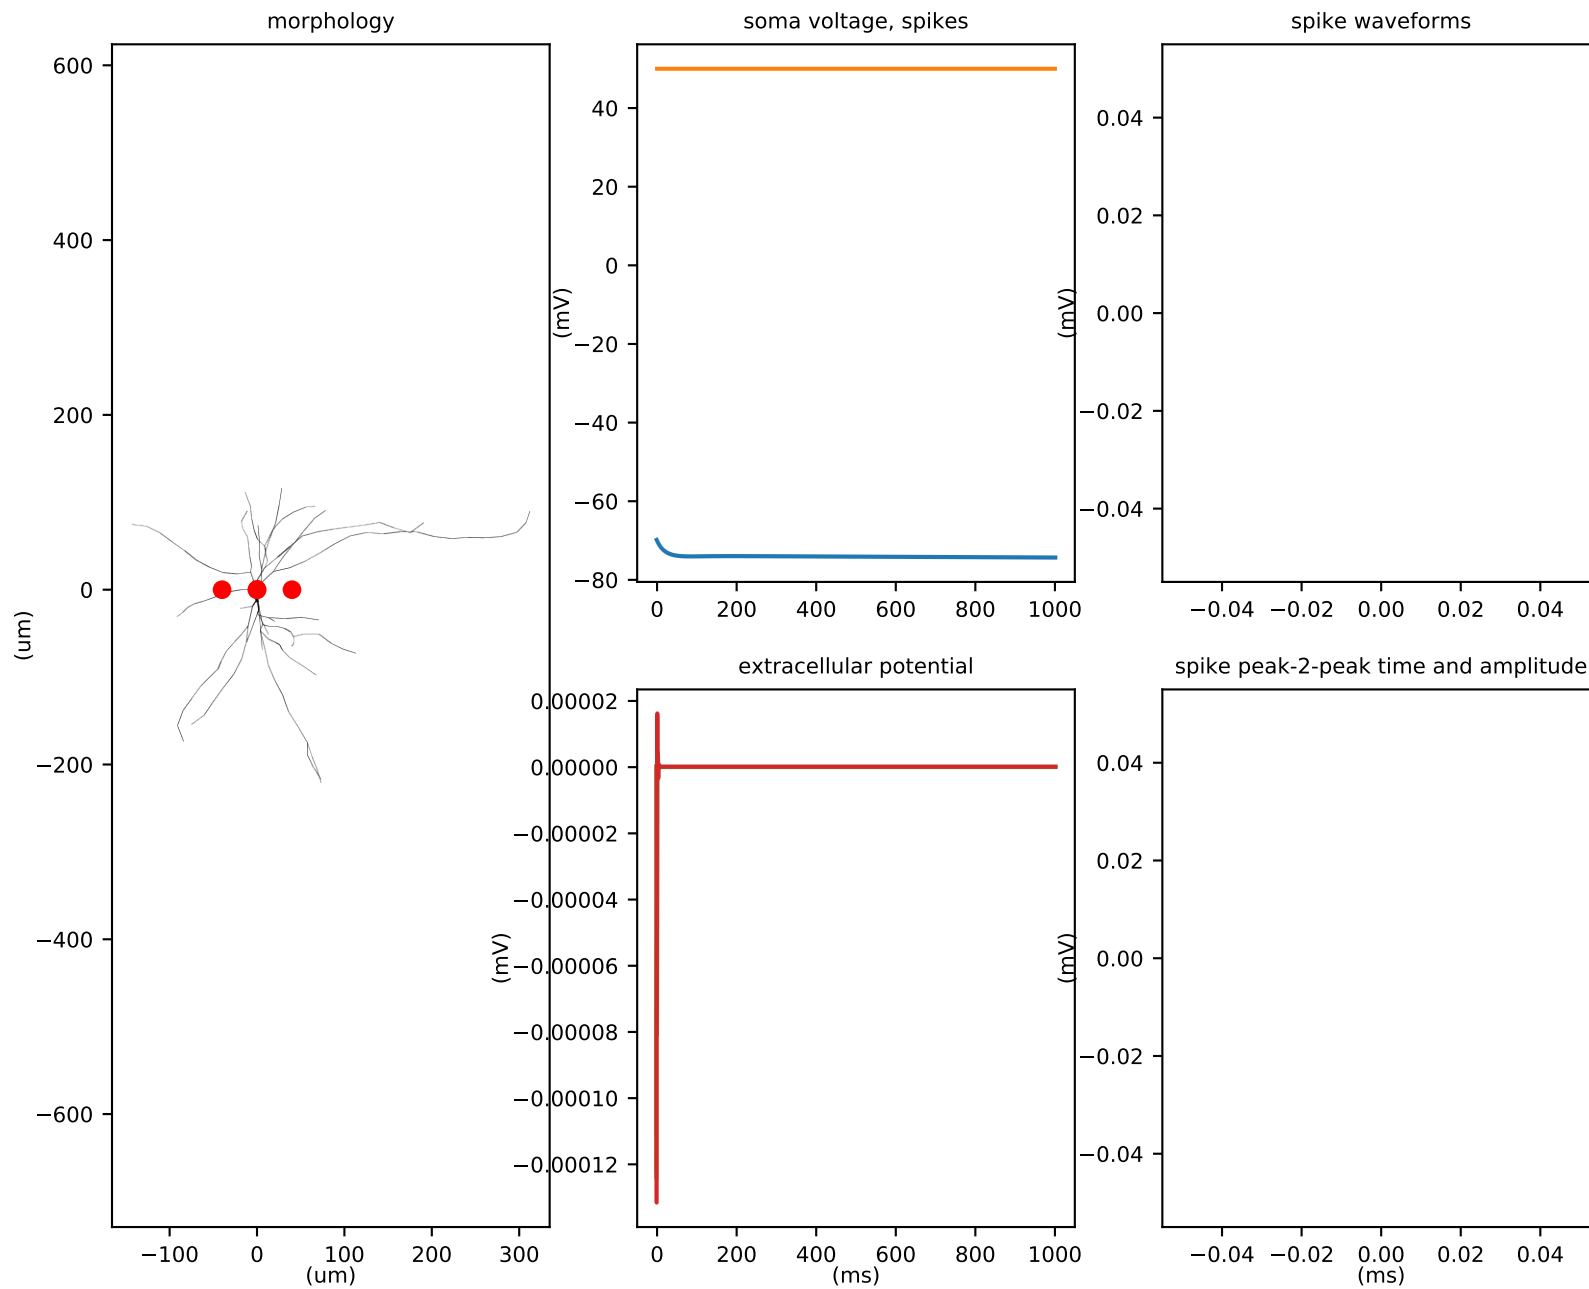 morphology
600
400
200
0
−200
−400
−600
(um)
−100 0 100 200 300
(um)
soma voltage, spikes
40
20
0
−20
−40
−60
−80
(mV)
0 200 400 600 800 1000
spike waveforms
0.04
0.02
0.00
−0.02
−0.04
(mV)
−0.04 −0.02 0.00 0.02 0.04
extracellular potential
0.00002
0.00000
−0.00002
−0.00004
−0.00006
−0.00008
−0.00010
−0.00012
(mV)
0 200 400 600 800 1000
(ms)
spike peak-2-peak time and amplitude
0.04
0.02
0.00
−0.02
−0.04
(mV)
−0.04 −0.02 0.00 0.02 0.04
(ms)